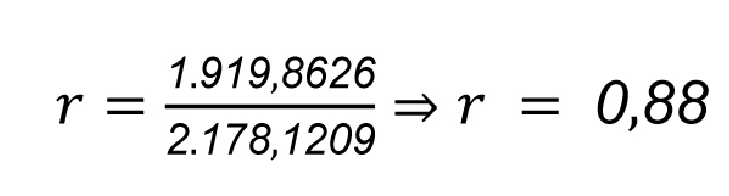 r = 1.919,8626 / 2.178,1209 ⇒ r = 0,88